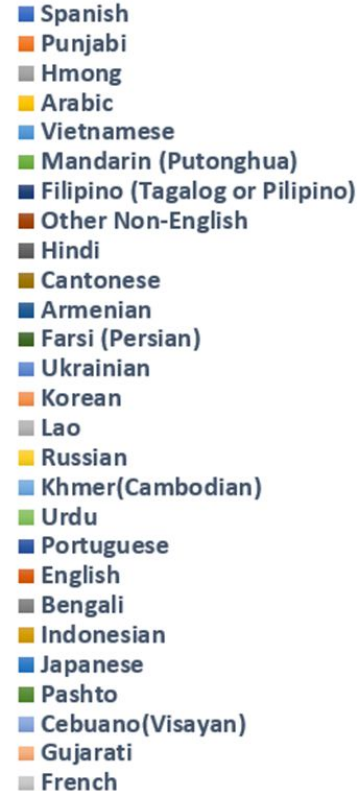 Spanish
Punjabi
Hmong
Arabic
Vietnamese
Mandarin (Putonghua)
Filipino (Tagalog or Pilipino)
Other Non-English
Hindi
Cantonese
Armenian
Farsi (Persian)
Ukrainian
Korean
Lao
Russian
Khmer(Cambodian)
Urdu
Portuguese
English
Bengali
Indonesian
Japanese
Pashto
Cebuano(Visayan)
Gujarati
French